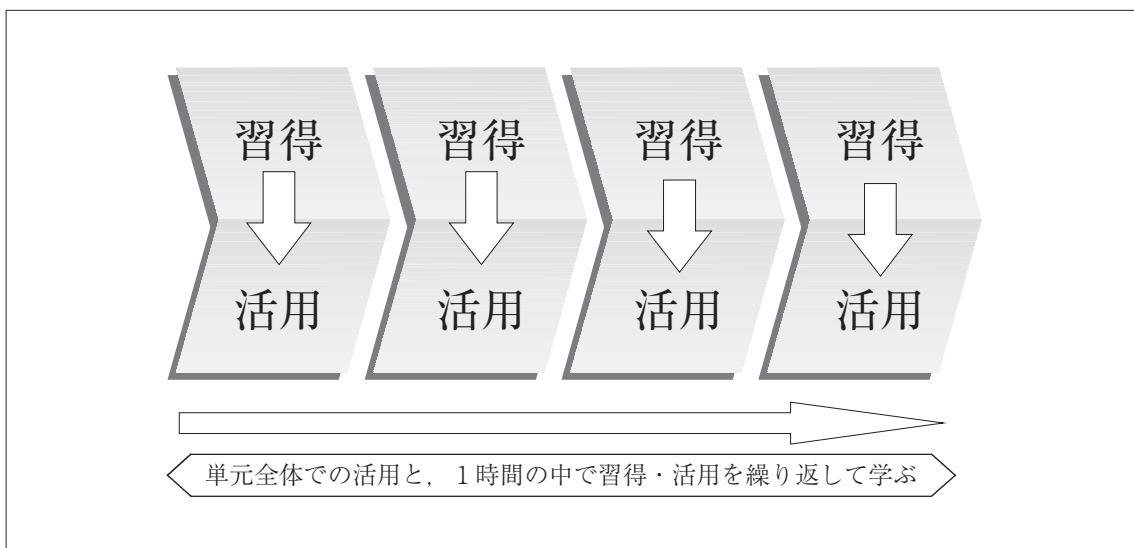 習得 習得 習得 習得
活用 活用 活用 活用
単元全体での活用と，１時間の中で習得・活用を繰り返して学ぶ